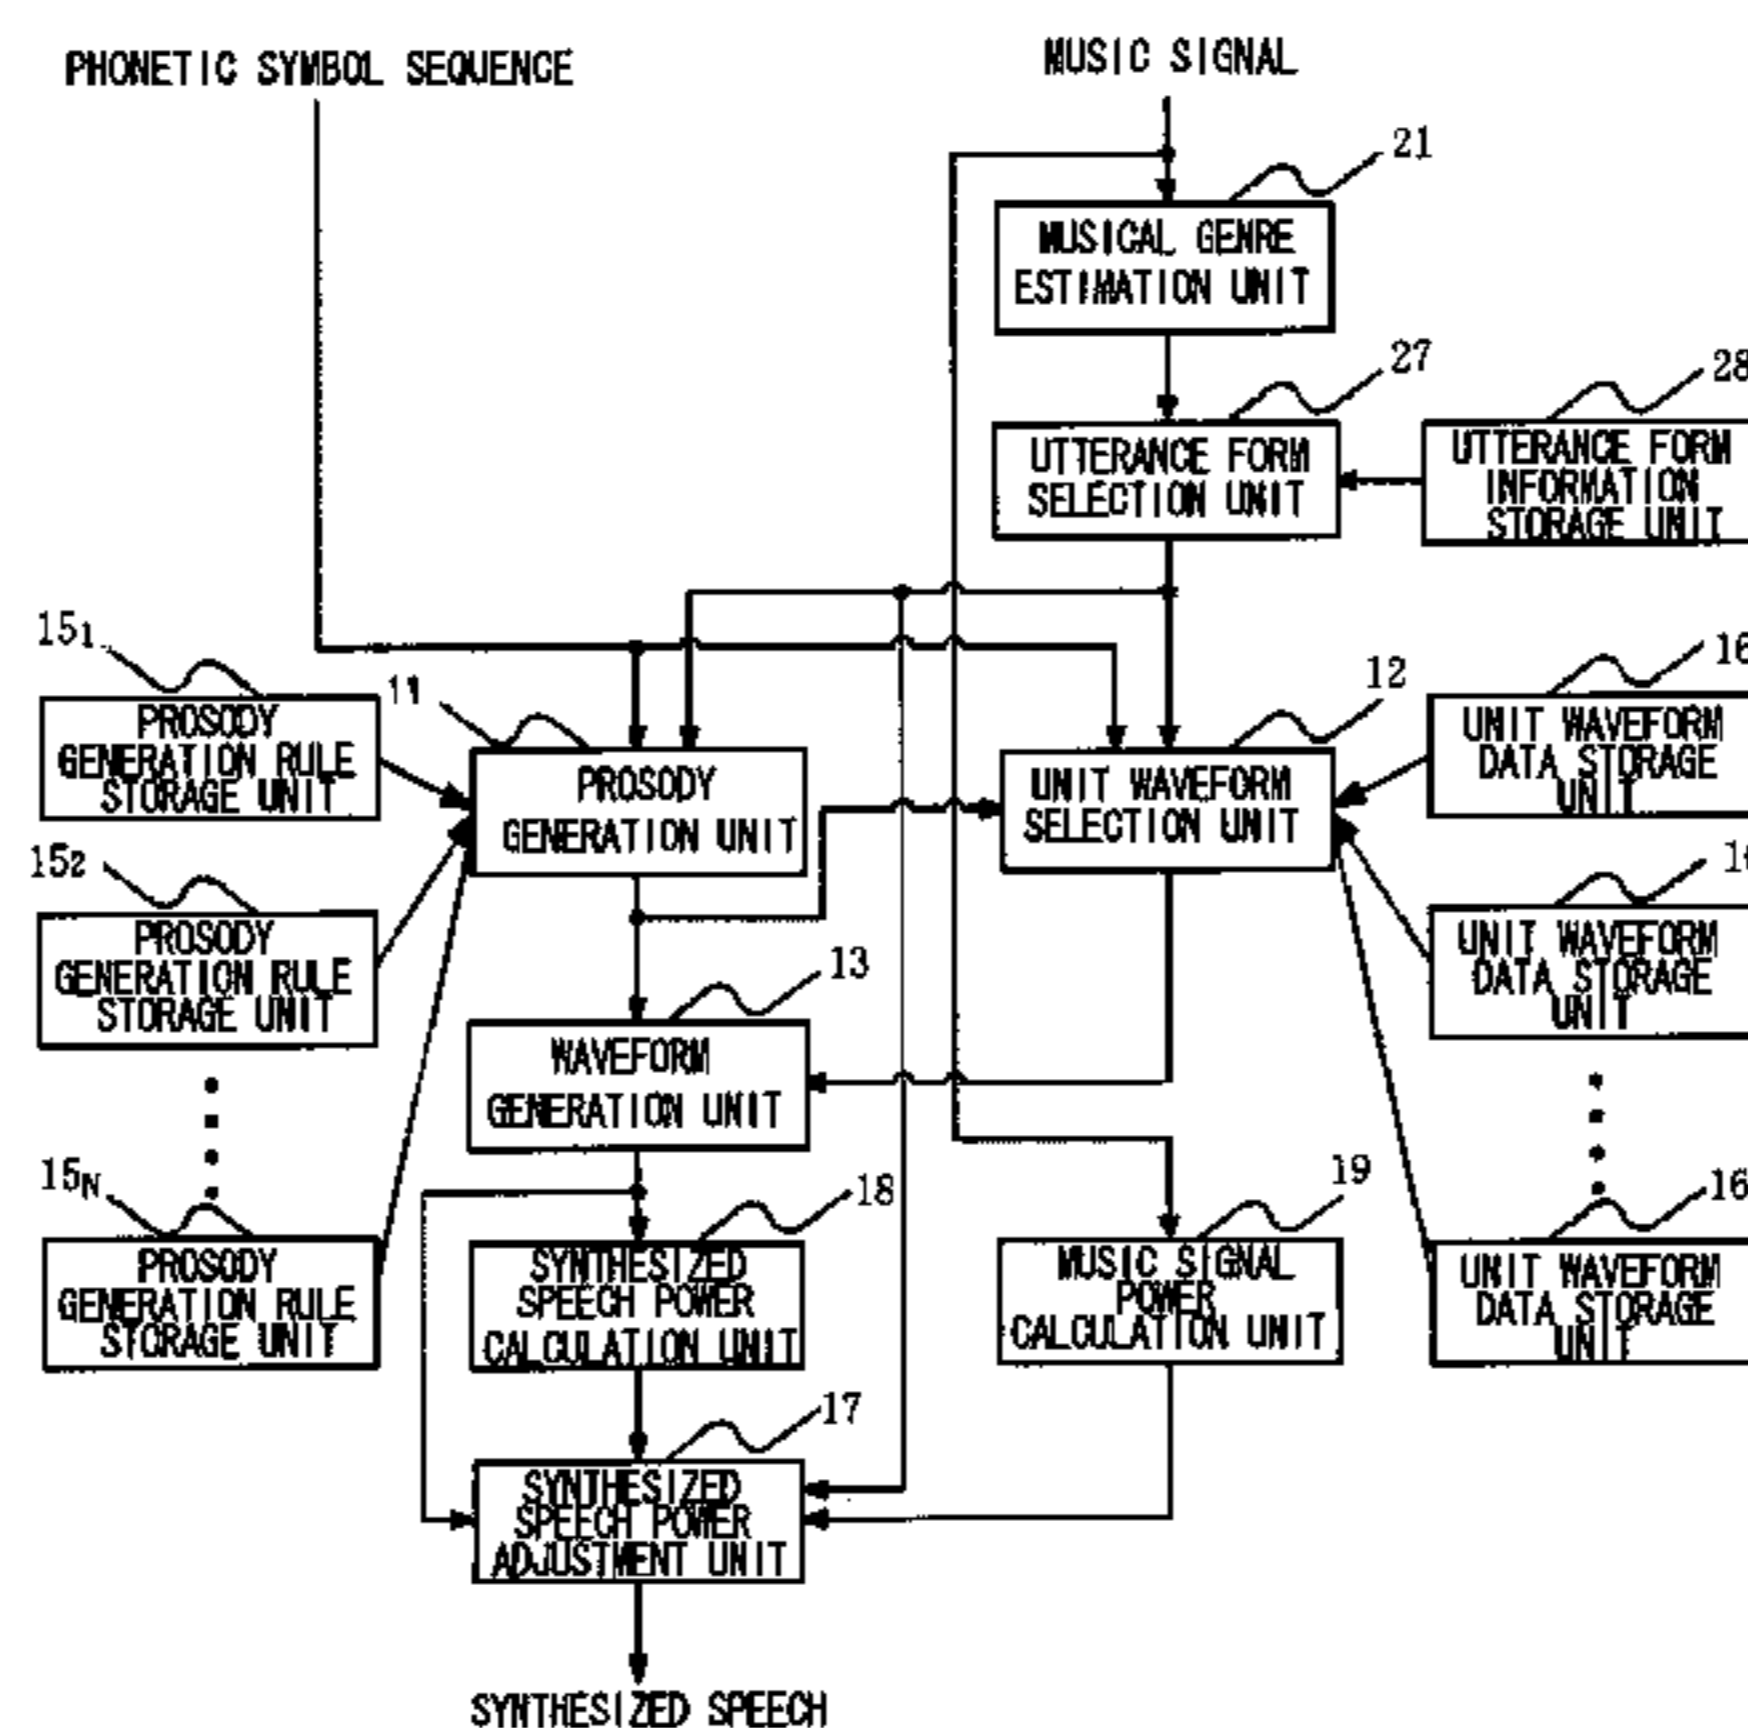 PHONETIC SYMBOL SEQUENCE
MUSIC SIGNAL
21
MUSICAL GENRE
ESTIMATION UNIT
27
28
UTTERANCE FORM
SELECTION UNIT
UTTERANCE FORM
INFORMATION
STORAGE UNIT
15₁
11
12
16
PROSODY
GENERATION RULE
STORAGE UNIT
PROSODY
GENERATION UNIT
UNIT WAVEFORM
SELECTION UNIT
UNIT WAVEFORM
DATA STORAGE
UNIT
15₂
PROSODY
GENERATION RULE
STORAGE UNIT
UNIT WAVEFORM
DATA STORAGE
UNIT
13
WAVEFORM
GENERATION UNIT
15N
18
19
16
PROSODY
GENERATION RULE
STORAGE UNIT
SYNTHESIZED
SPEECH POWER
CALCULATION UNIT
MUSIC SIGNAL
POWER
CALCULATION UNIT
UNIT WAVEFORM
DATA STORAGE
UNIT
17
SYNTHESIZED
SPEECH POWER
ADJUSTMENT UNIT
SYNTHESIZED SPEECH